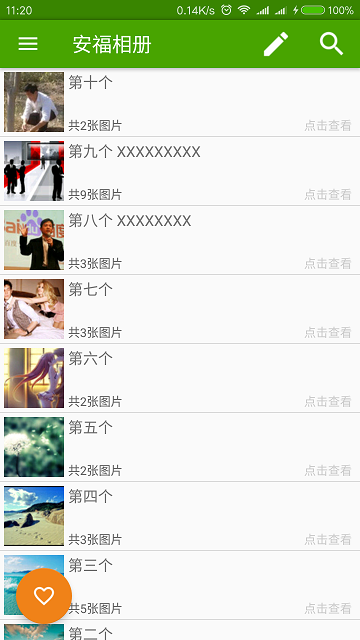 11:20 0.14K/s 100%
安福相册
第十个
共2张图片 点击查看
第九个 XXXXXXXXX
共9张图片 点击查看
第八个 XXXXXXXX
Bai 百度
共3张图片 点击查看
第七个
共3张图片 点击查看
第六个
共2张图片 点击查看
第五个
共2张图片 点击查看
第四个
共3张图片 点击查看
第三个
共5张图片 点击查看
第二个